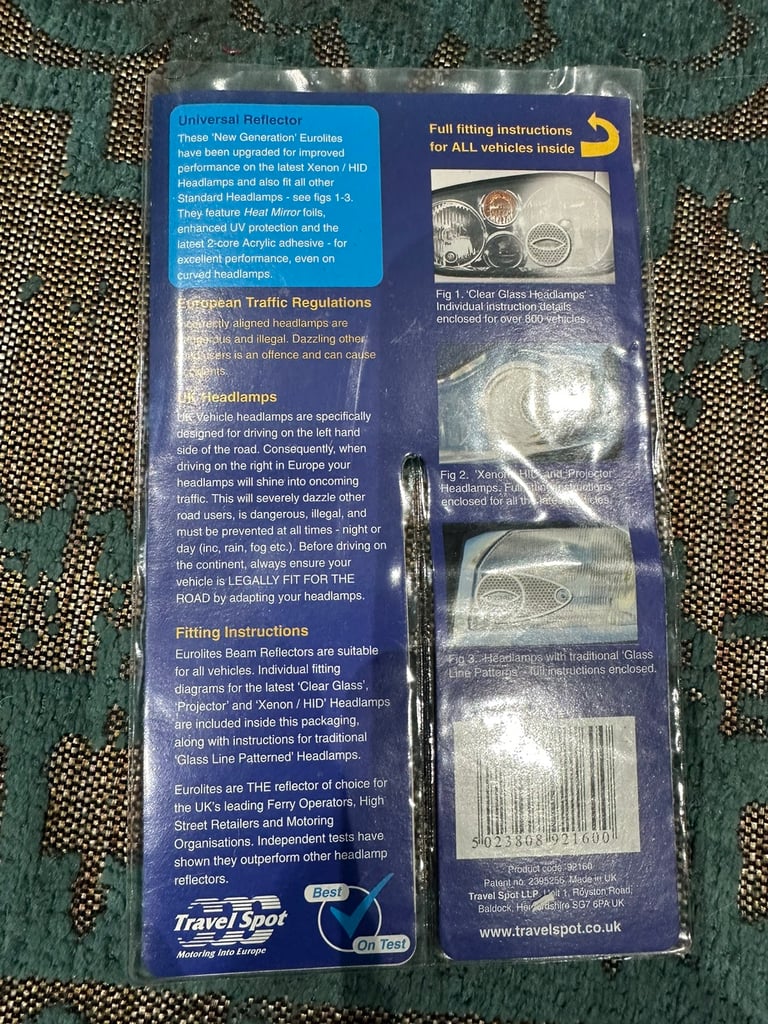 Universal Reflector
These 'New Generation' Eurolites
have been upgraded for improved
performance on the latest Xenon / HID
Headlamps and also fit all other
Standard Headlamps - see figs 1-3.
They feature Heat Mirror foils,
enhanced UV protection and the
latest 2-core Acrylic adhesive - for
excellent performance, even on
curved headlamps.
European Traffic Regulations
aligned headlamps are
and illegal. Dazzling other
users is an offence and can cause
UK Headlamps
UK Vehicle headlamps are specifically
designed for driving on the left hand
side of the road. Consequently, when
driving on the right in Europe your
headlamps will shine into oncoming
traffic. This will severely dazzle other
road users, is dangerous, illegal, and
must be prevented at all times - night or
day (inc, rain, fog etc.). Before driving on
the continent, always ensure your
vehicle is LEGALLY FIT FOR THE
ROAD by adapting your headlamps.
Fitting Instructions
Eurolites Beam Reflectors are suitable
for all vehicles. Individual fitting
diagrams for the latest 'Clear Glass',
'Projector' and 'Xenon / HID' Headlamps
are included inside this packaging,
along with instructions for traditional
'Glass Line Patterned' Headlamps.
Eurolites are THE reflector of choice for
the UK's leading Ferry Operators, High
Street Retailers and Motoring
Organisations. Independent tests have
shown they outperform other headlamp
reflectors.
Travel Spot
Motoring Into Europe
Best
On Test
Full fitting instructions
for ALL vehicles inside
Fig 1. 'Clear Glass Headlamps' -
Individual instruction details
enclosed for over 800 vehicles.
Fig 2. 'Xenon, HID and Projector'
Headlamps. Full fitting instructions
enclosed for all the latest vehicles.
Fig 3. Headlamps with traditional 'Glass
Line Patterns' - full instructions enclosed.
5 023808 921600
Product code: 92160
Patent no. 2395255, Made in UK
Travel Spot LLP, Unit 1, Royston Road,
Baldock, Hertfordshire SG7 6PA UK
www.travelspot.co.uk